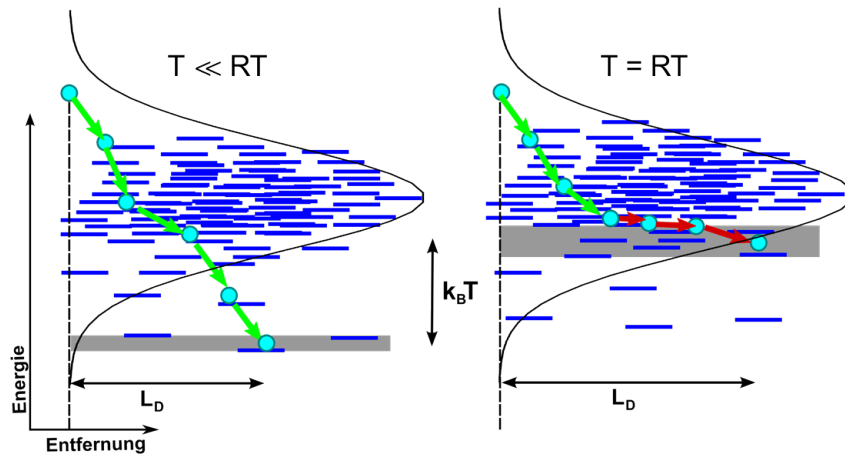 T ≪ RT
T = RT
k_BT
Energie
L_D
L_D
Entfernung